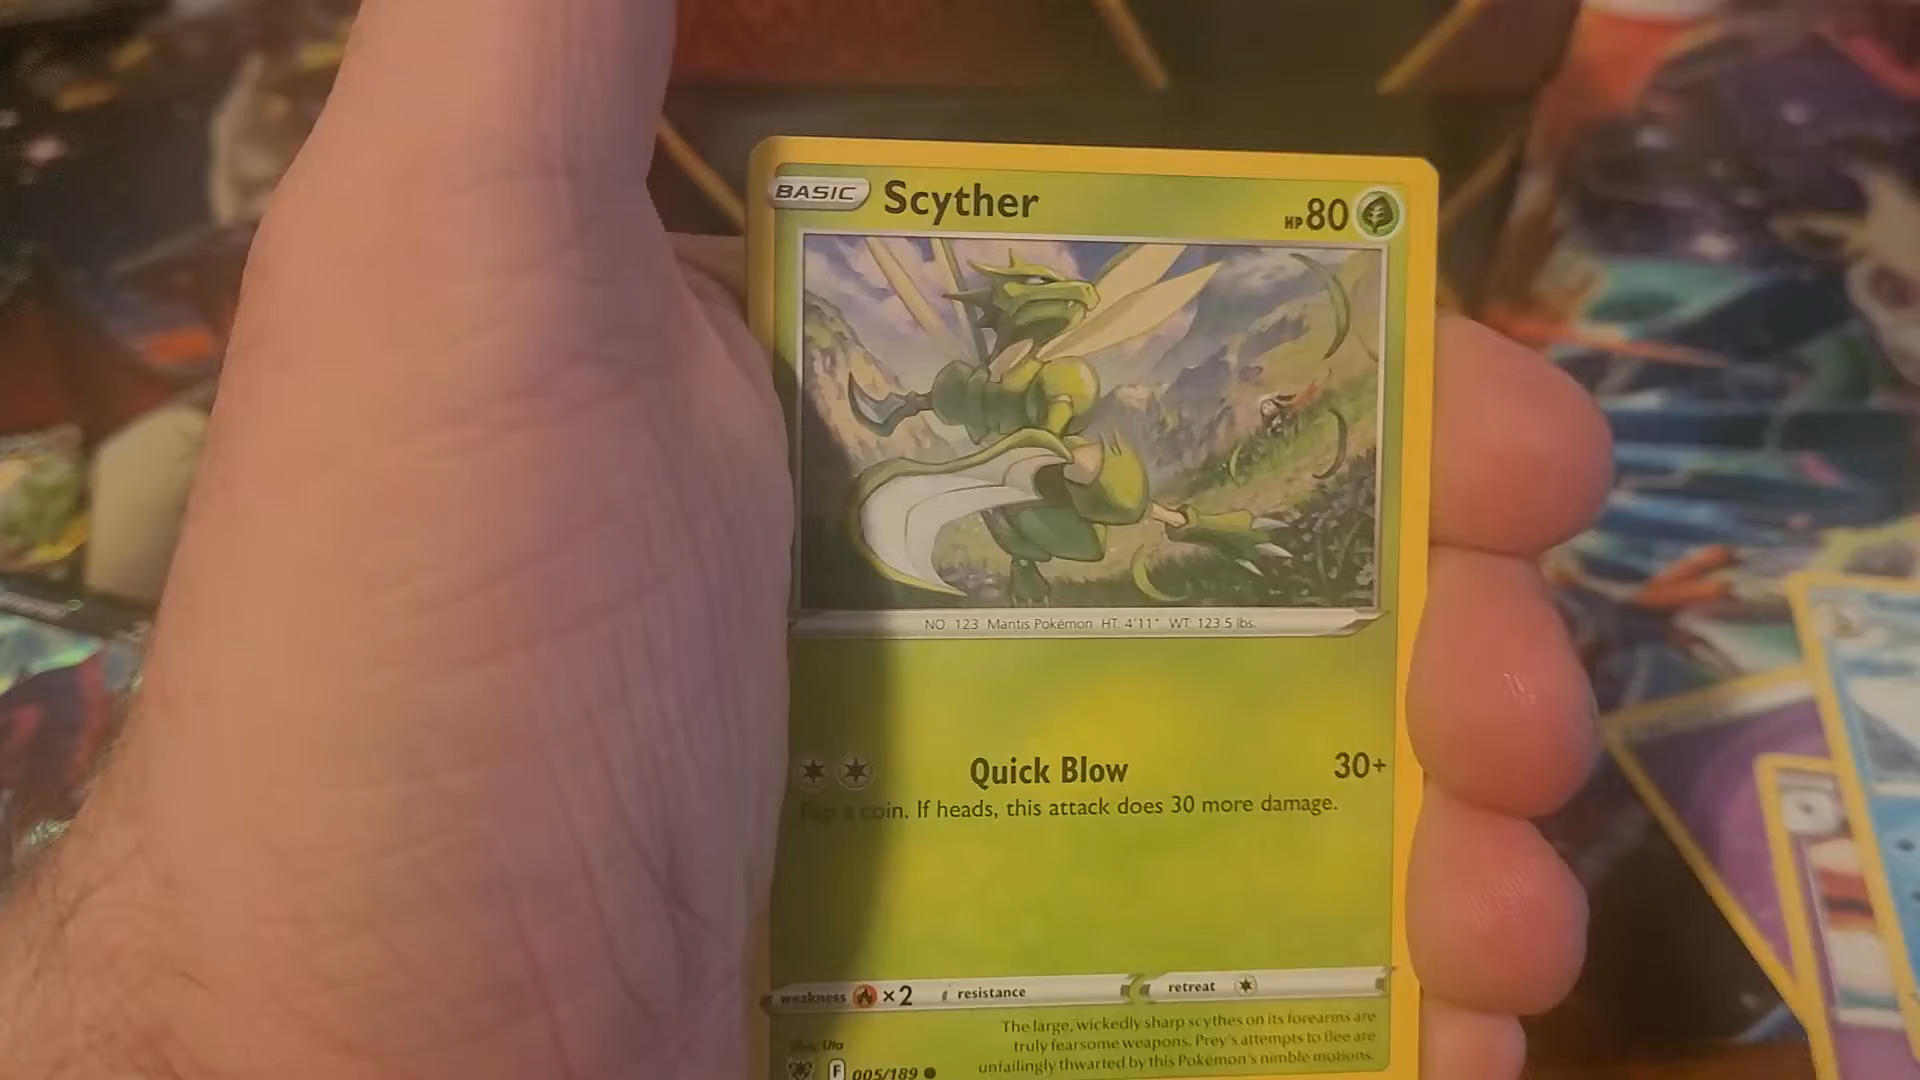 BASIC Scyther HP 80
NO. 123 Mantis Pokémon HT: 4'11" WT: 123.5 lbs.
Quick Blow 30+
Flip a coin. If heads, this attack does 30 more damage.
weakness ×2 resistance retreat
The large, wickedly sharp scythes on its forearms are
truly fearsome weapons. Prey's attempts to flee are
unfailingly thwarted by this Pokémon's nimble motions.
Uta
F 005/189